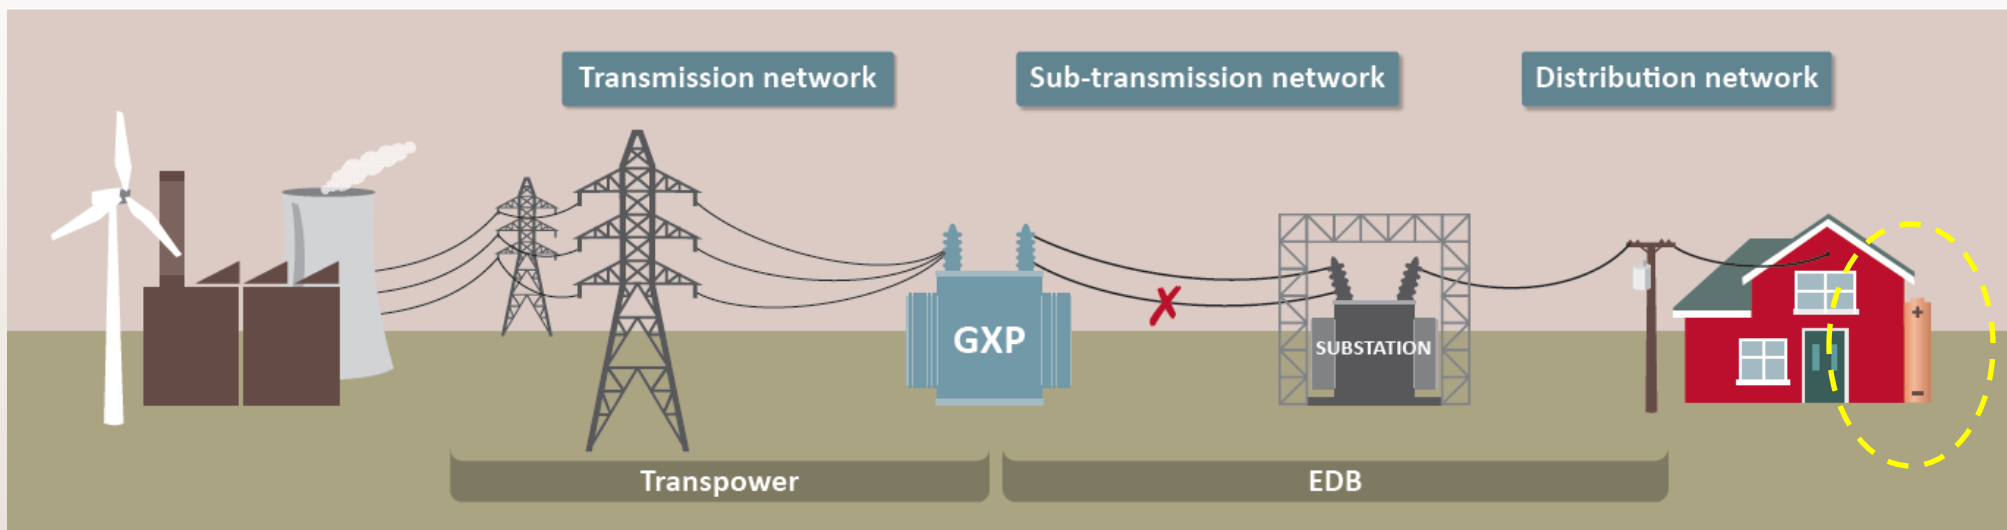 Transmission network
Sub-transmission network
Distribution network
GXP
SUBSTATION
+
-
Transpower
EDB